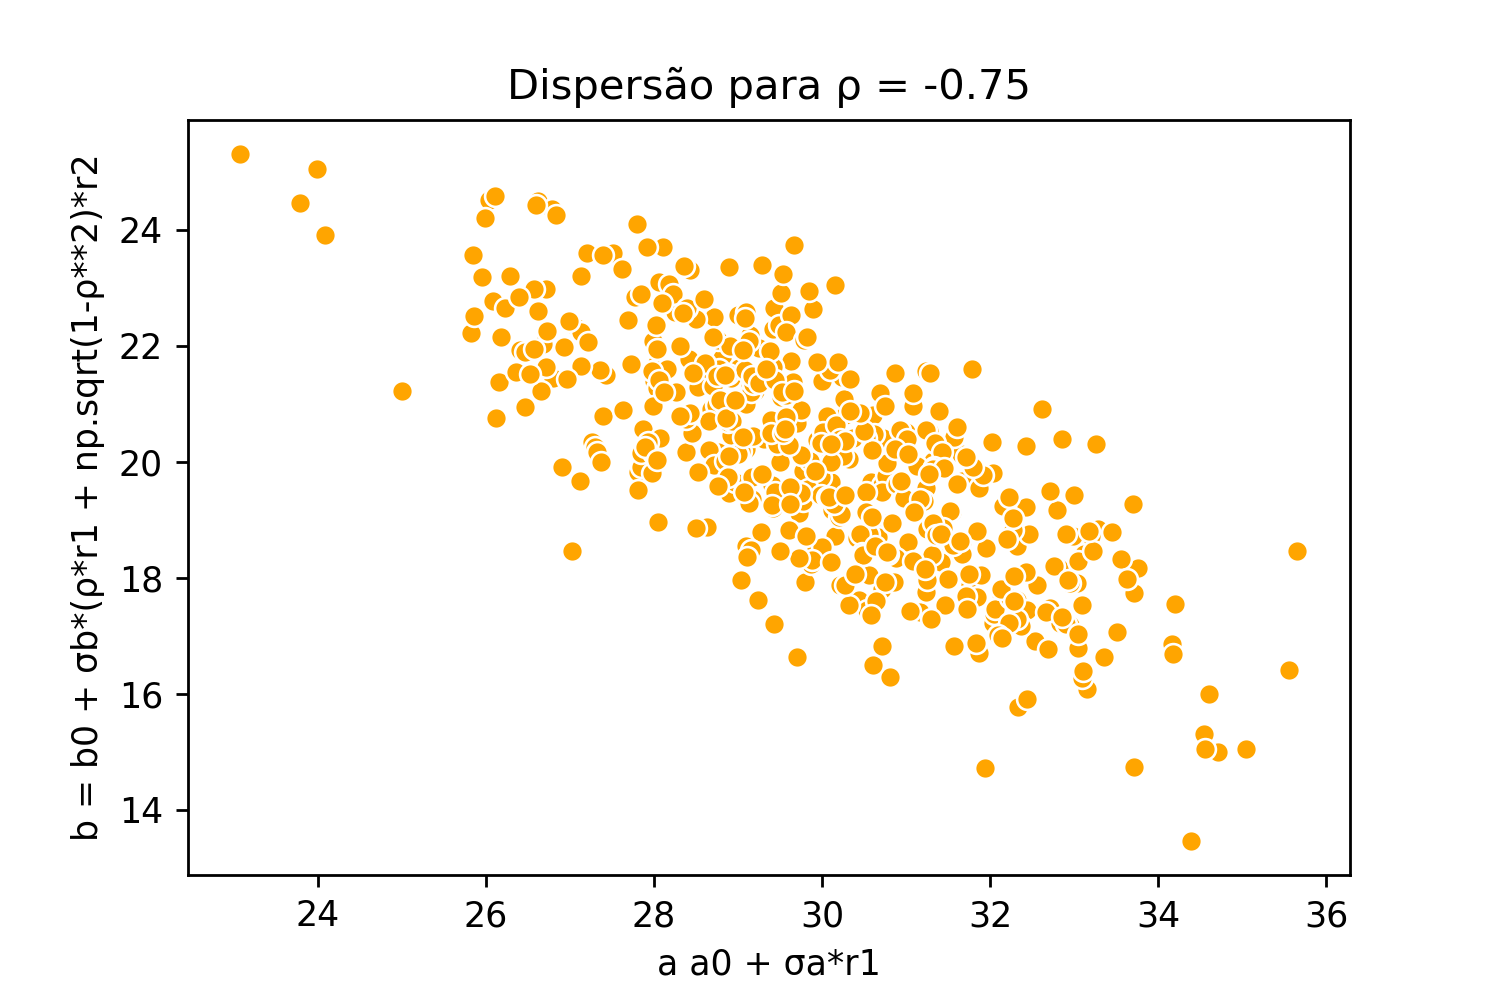 Dispersão para ρ = -0.75
b = b0 + σb*(ρ*r1 + np.sqrt(1-ρ**2)*r2
24
22
20
18
16
14
24 26 28 30 32 34 36
a a0 + σa*r1